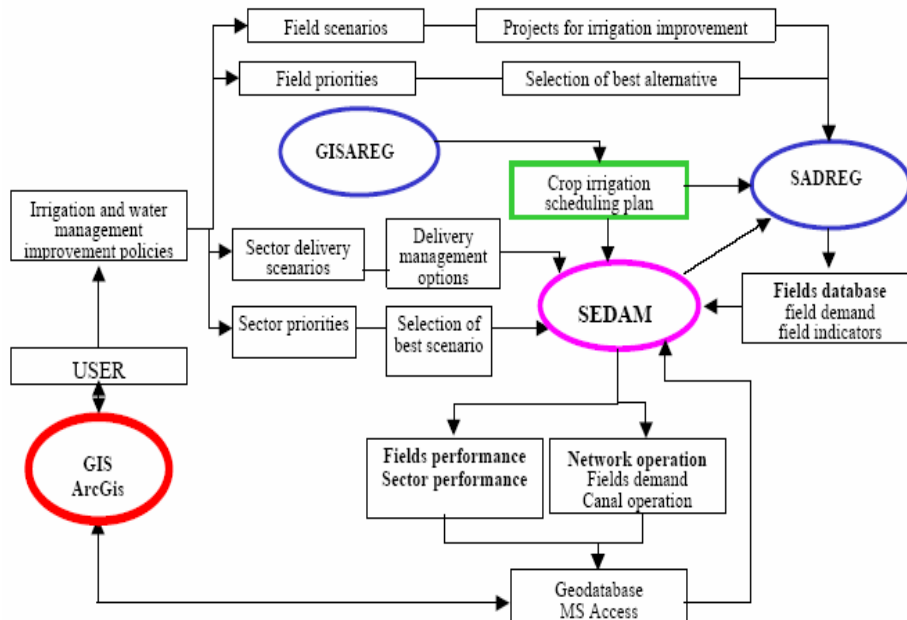 Field scenarios
Projects for irrigation improvement
Field priorities
Selection of best alternative
GISAREG
SADREG
Crop irrigation
scheduling plan
Irrigation and water
management
improvement policies
Sector delivery
scenarios
Delivery
management
options
SEDAM
Fields database
field demand
field indicators
Sector priorities
Selection of
best scenario
USER
GIS
ArcGis
Fields performance
Sector performance
Network operation
Fields demand
Canal operation
Geodatabase
MS Access